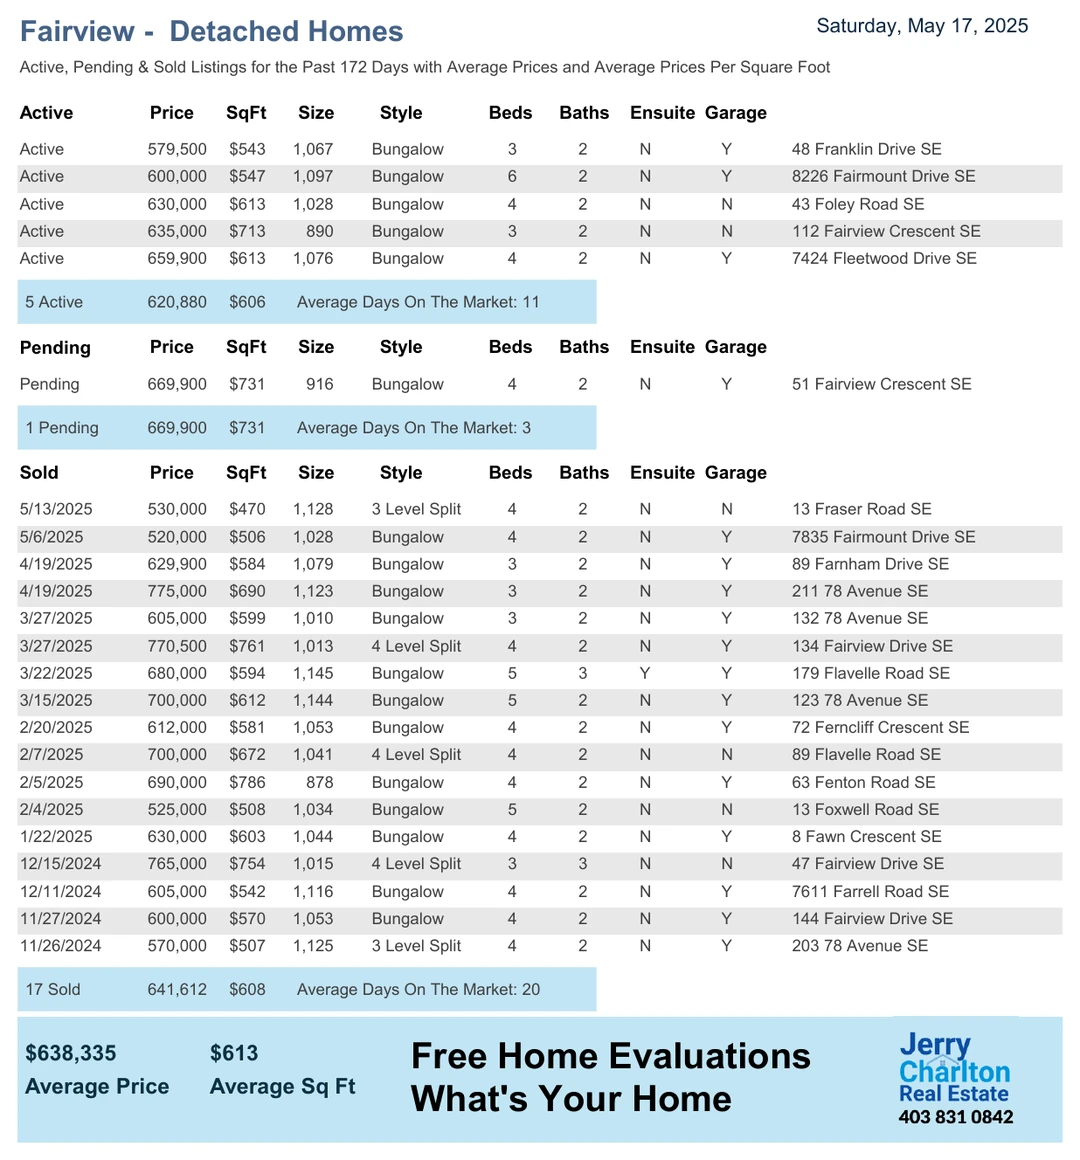 Fairview - Detached Homes
Saturday, May 17, 2025
Active, Pending & Sold Listings for the Past 172 Days with Average Prices and Average Prices Per Square Foot
Active Price SqFt Size Style Beds Baths Ensuite Garage
Active 579,500 $543 1,067 Bungalow 3 2 N Y 48 Franklin Drive SE
Active 600,000 $547 1,097 Bungalow 6 2 N Y 8226 Fairmount Drive SE
Active 630,000 $613 1,028 Bungalow 4 2 N N 43 Foley Road SE
Active 635,000 $713 890 Bungalow 3 2 N N 112 Fairview Crescent SE
Active 659,900 $613 1,076 Bungalow 4 2 N Y 7424 Fleetwood Drive SE
5 Active 620,880 $606 Average Days On The Market: 11
Pending Price SqFt Size Style Beds Baths Ensuite Garage
Pending 669,900 $731 916 Bungalow 4 2 N Y 51 Fairview Crescent SE
1 Pending 669,900 $731 Average Days On The Market: 3
Sold Price SqFt Size Style Beds Baths Ensuite Garage
5/13/2025 530,000 $470 1,128 3 Level Split 4 2 N N 13 Fraser Road SE
5/6/2025 520,000 $506 1,028 Bungalow 4 2 N Y 7835 Fairmount Drive SE
4/19/2025 629,900 $584 1,079 Bungalow 3 2 N Y 89 Farnham Drive SE
4/19/2025 775,000 $690 1,123 Bungalow 3 2 N Y 211 78 Avenue SE
3/27/2025 605,000 $599 1,010 Bungalow 3 2 N Y 132 78 Avenue SE
3/27/2025 770,500 $761 1,013 4 Level Split 4 2 N Y 134 Fairview Drive SE
3/22/2025 680,000 $594 1,145 Bungalow 5 3 Y Y 179 Flavelle Road SE
3/15/2025 700,000 $612 1,144 Bungalow 5 2 N Y 123 78 Avenue SE
2/20/2025 612,000 $581 1,053 Bungalow 4 2 N Y 72 Ferncliff Crescent SE
2/7/2025 700,000 $672 1,041 4 Level Split 4 2 N N 89 Flavelle Road SE
2/5/2025 690,000 $786 878 Bungalow 4 2 N Y 63 Fenton Road SE
2/4/2025 525,000 $508 1,034 Bungalow 5 2 N N 13 Foxwell Road SE
1/22/2025 630,000 $603 1,044 Bungalow 4 2 N Y 8 Fawn Crescent SE
12/15/2024 765,000 $754 1,015 4 Level Split 3 3 N N 47 Fairview Drive SE
12/11/2024 605,000 $542 1,116 Bungalow 4 2 N Y 7611 Farrell Road SE
11/27/2024 600,000 $570 1,053 Bungalow 4 2 N Y 144 Fairview Drive SE
11/26/2024 570,000 $507 1,125 3 Level Split 4 2 N Y 203 78 Avenue SE
17 Sold 641,612 $608 Average Days On The Market: 20
$638,335 $613
Average Price Average Sq Ft
Free Home Evaluations
What's Your Home
Jerry
Charlton
Real Estate
403 831 0842